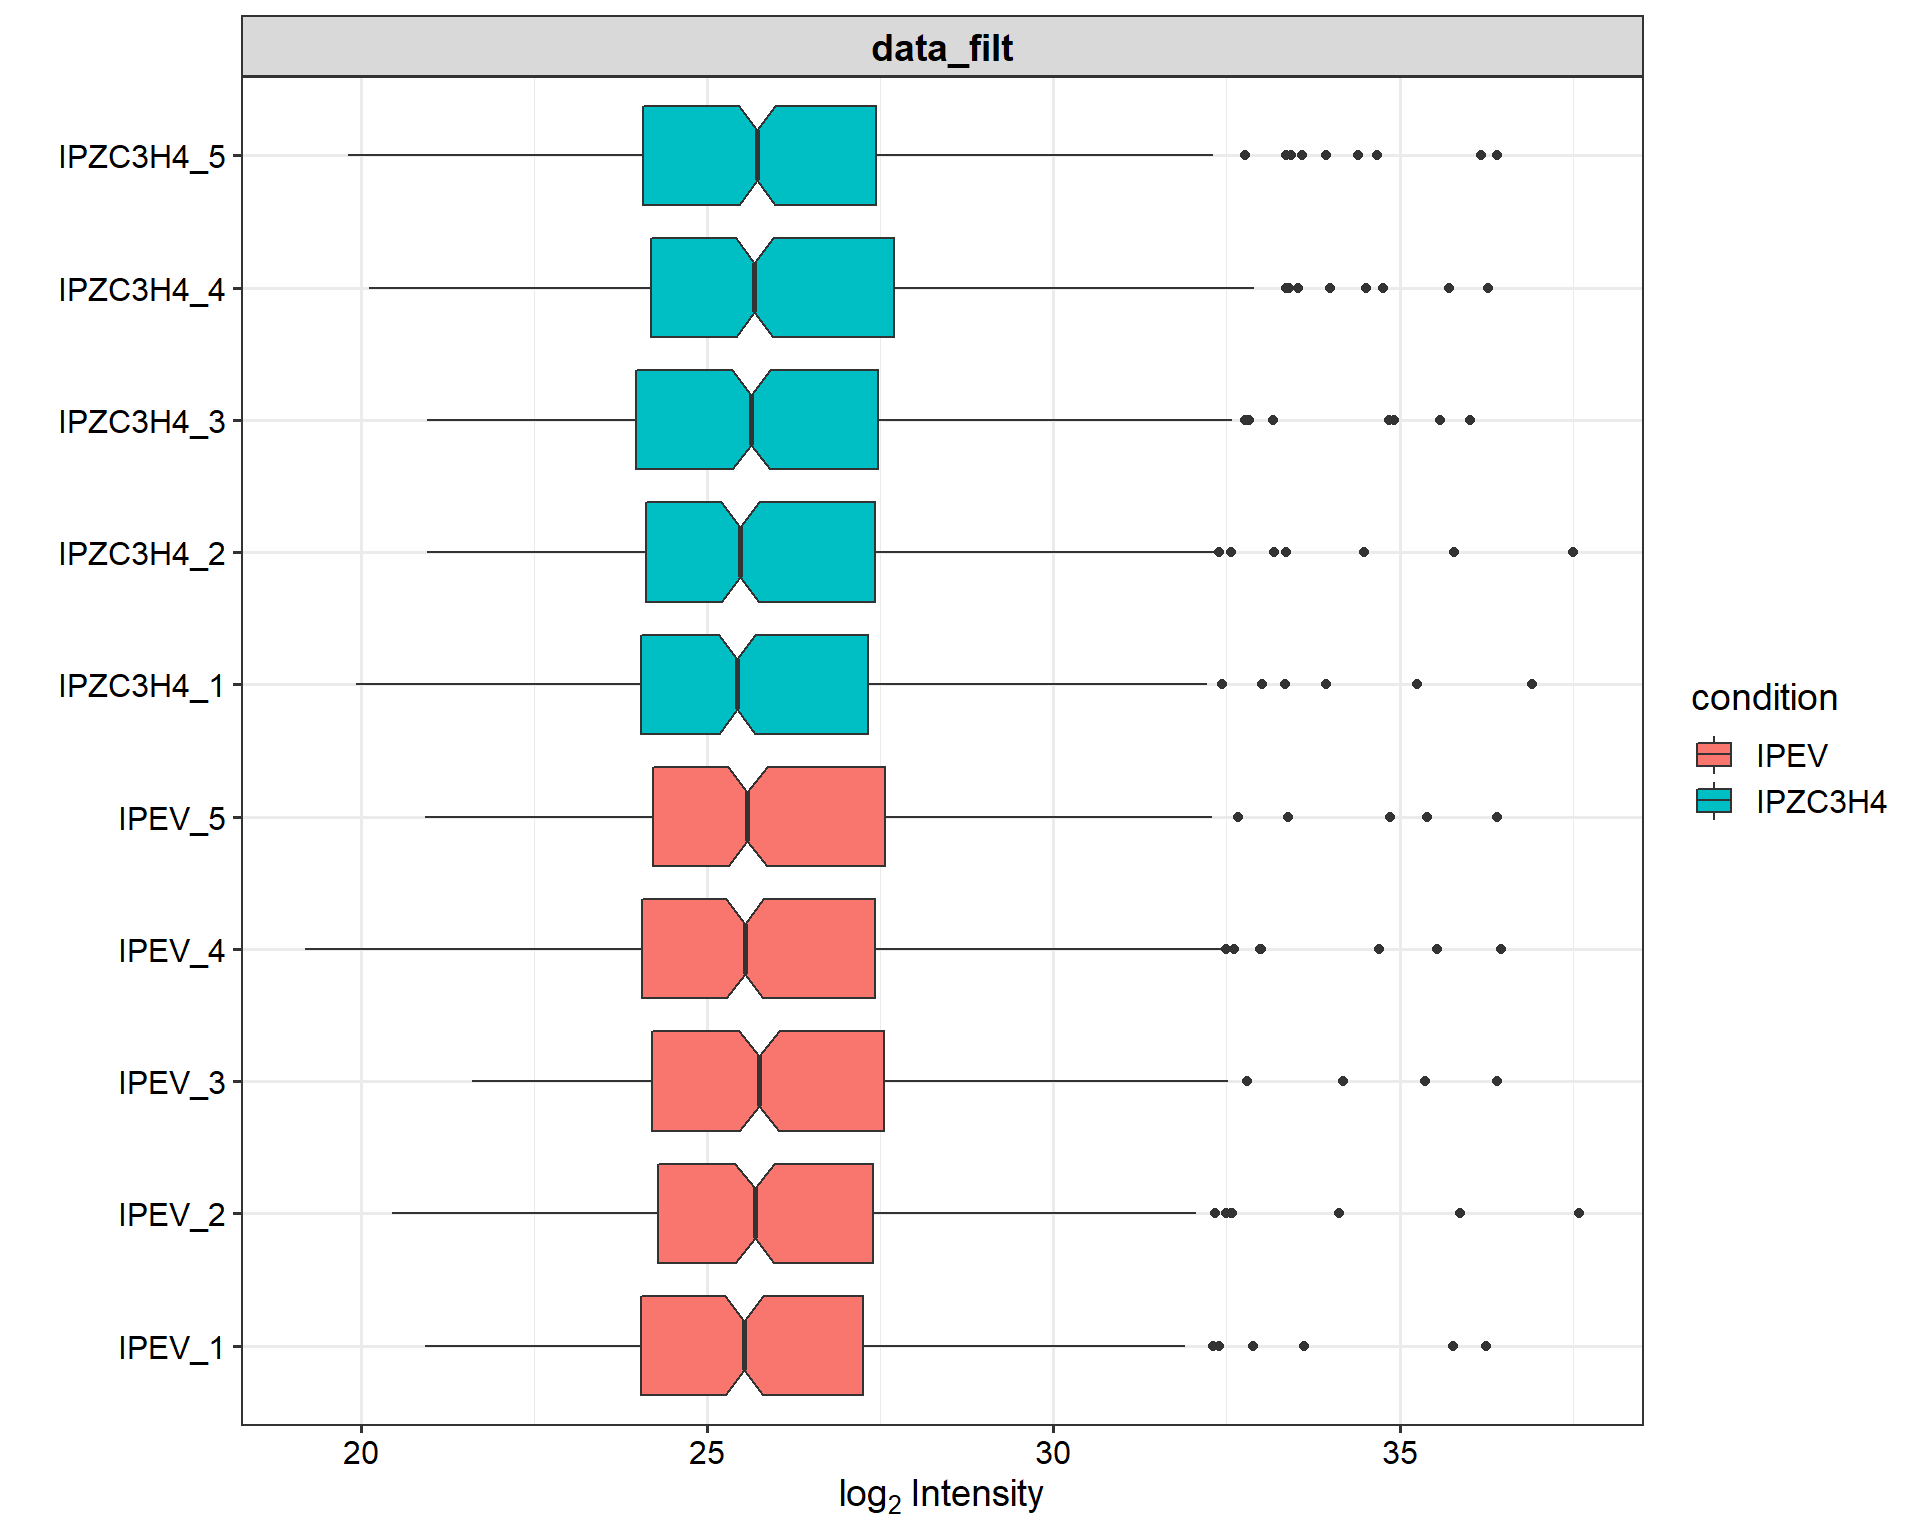 data_filt
IPZC3H4_5
IPZC3H4_4
IPZC3H4_3
IPZC3H4_2
IPZC3H4_1
IPEV_5
IPEV_4
IPEV_3
IPEV_2
IPEV_1
20 25 30 35
log₂ Intensity
condition
IPEV
IPZC3H4